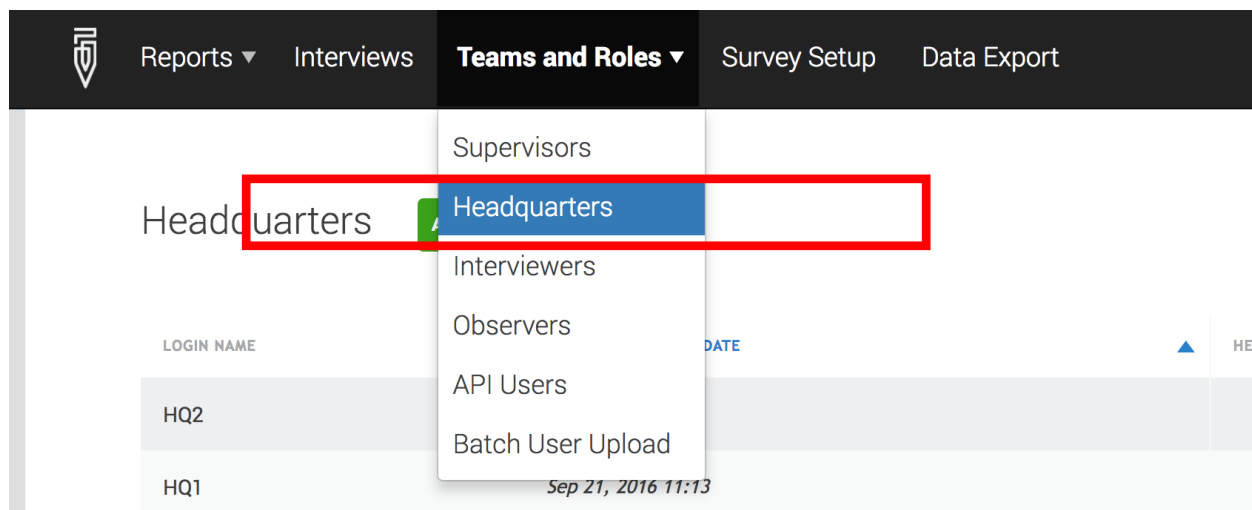 Reports ▼ Interviews Teams and Roles ▼ Survey Setup Data Export
Supervisors
Headquarters
Headquarters
Interviewers
Observers
API Users
Batch User Upload
LOGIN NAME DATE
HQ2
HQ1 Sep 21, 2016 11:13